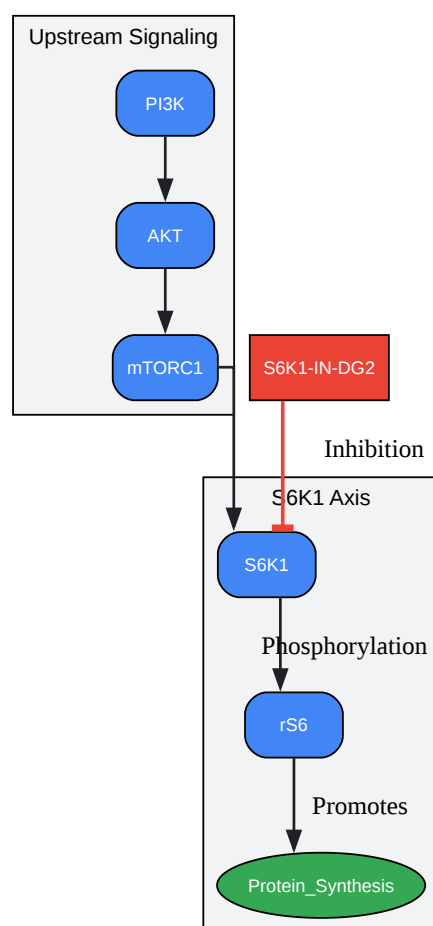 Upstream Signaling
PI3K
AKT
mTORC1
S6K1-IN-DG2
Inhibition
S6K1 Axis
S6K1
Phosphorylation
rS6
Promotes
Protein_Synthesis